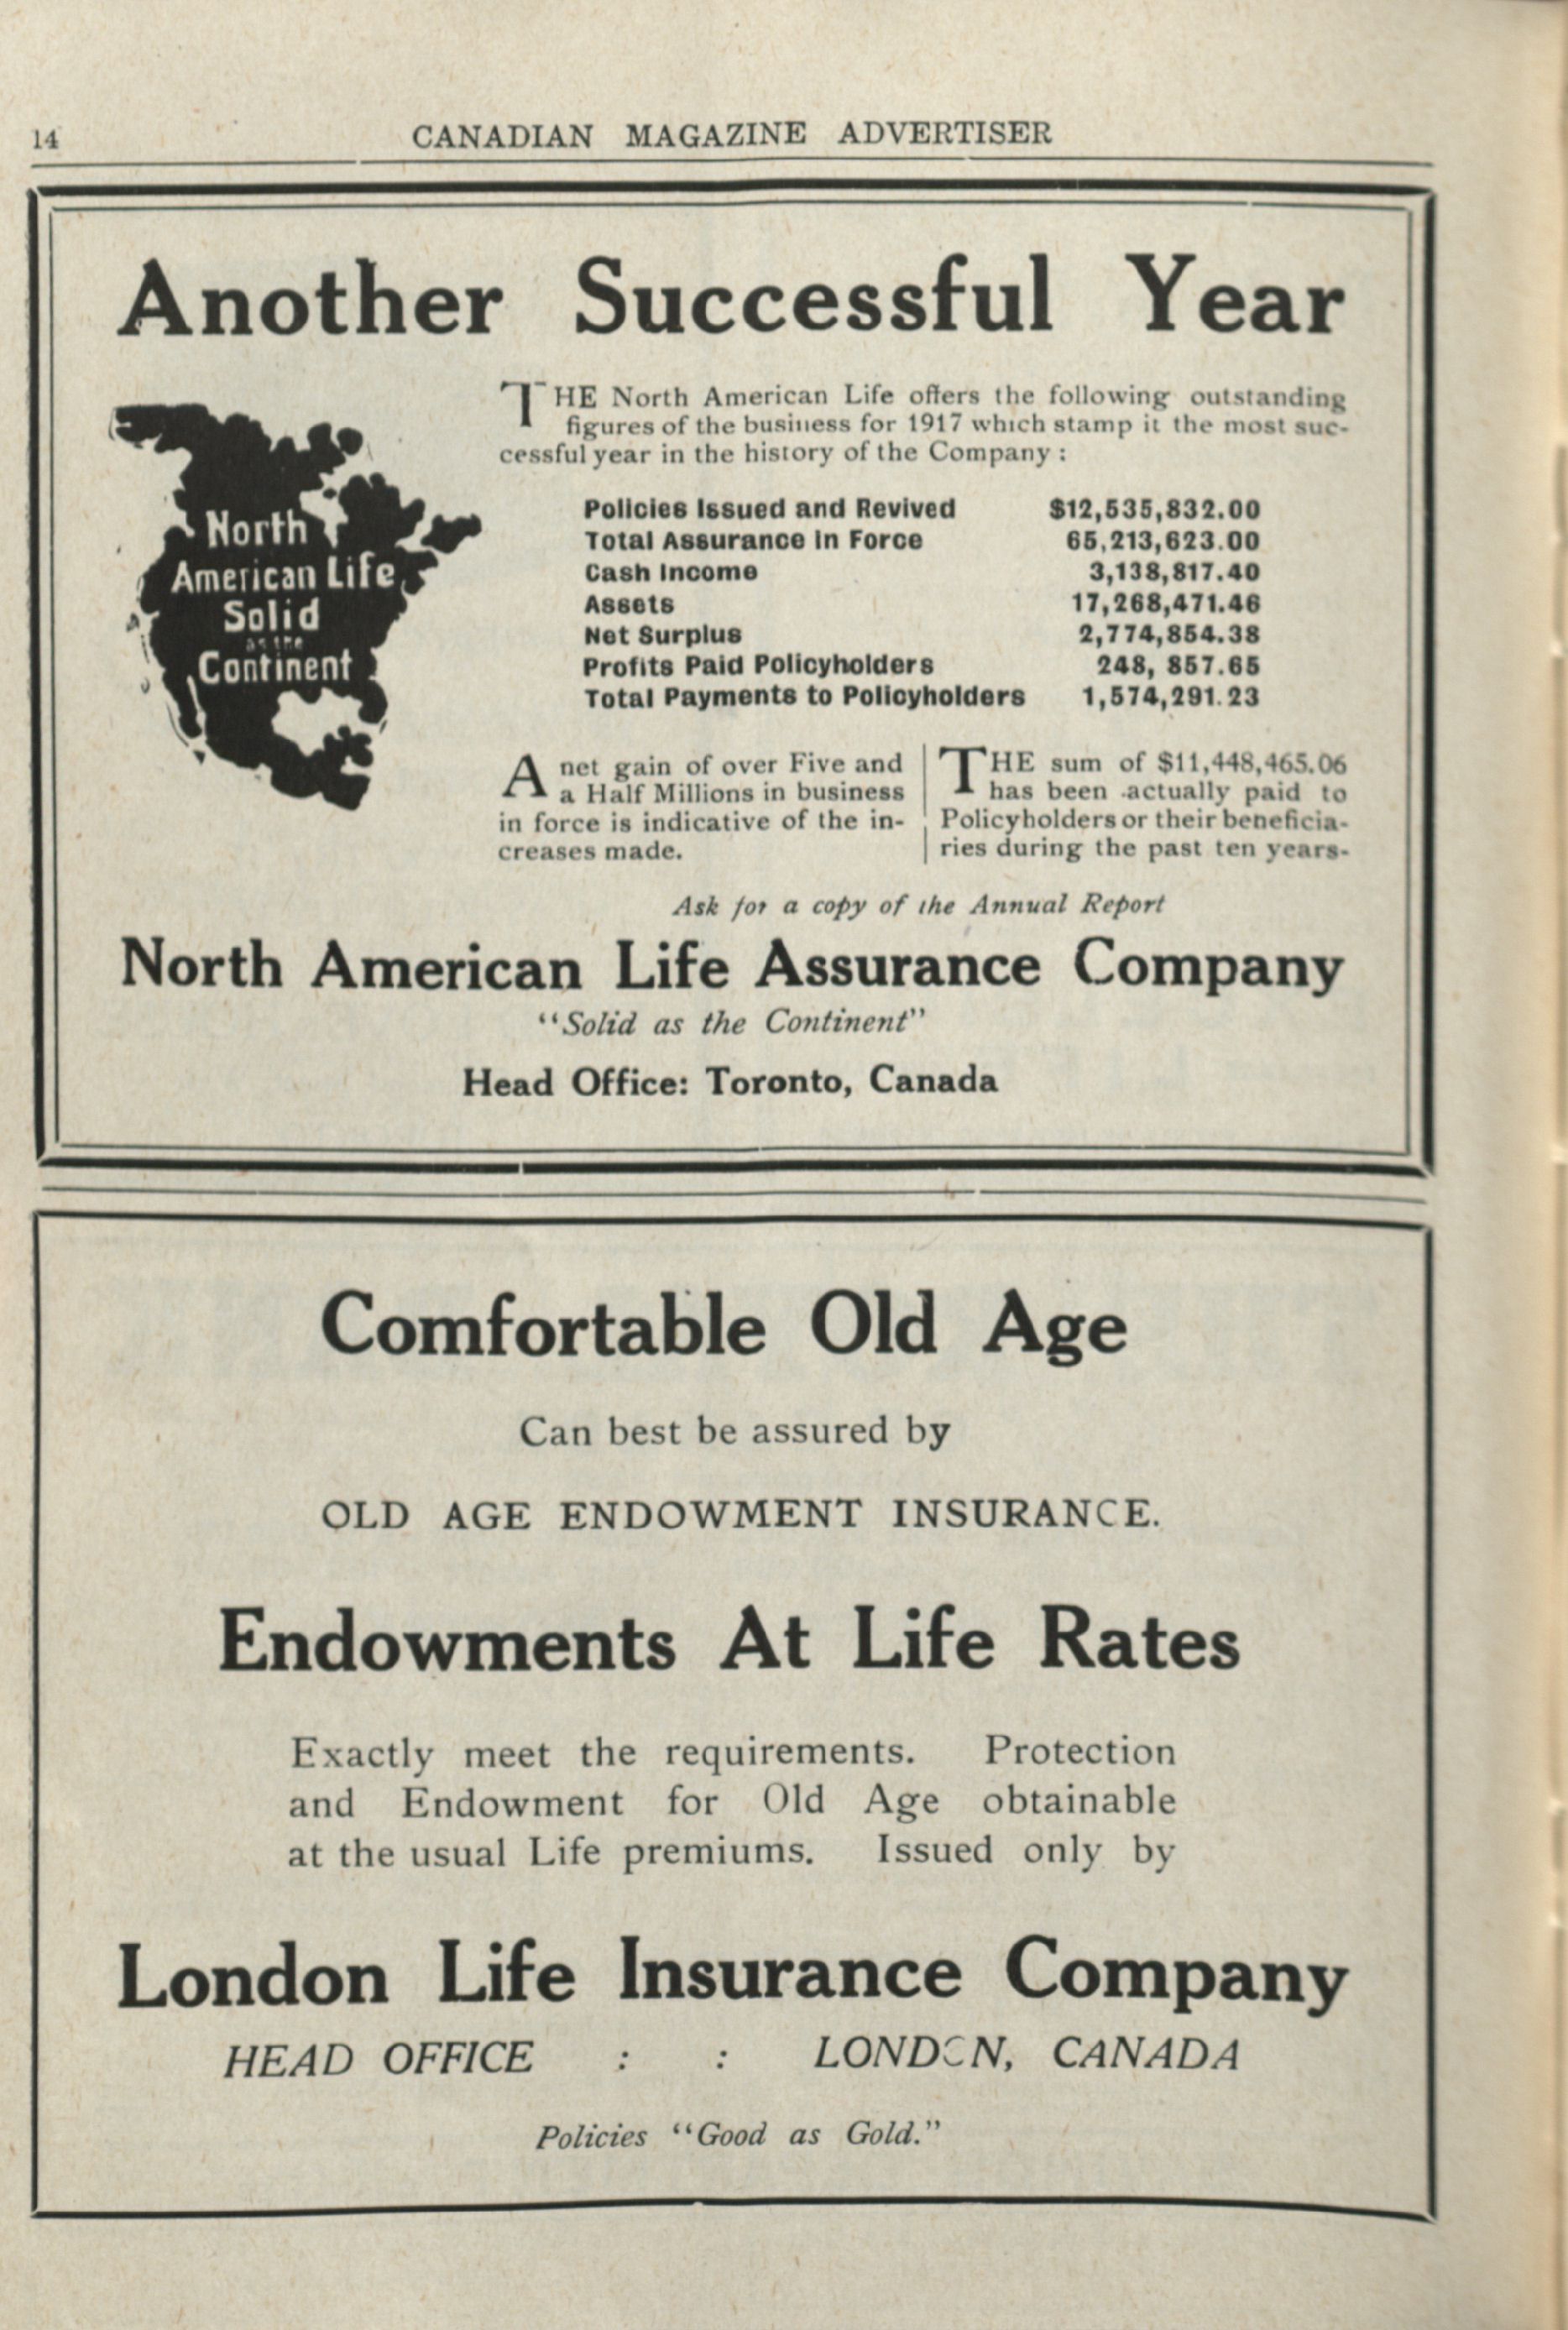 14
CANADIAN MAGAZINE ADVERTISER
Another Successful Year
North
American Life
Solid
as the
Continent
THE North American Life offers the following outstanding
figures of the business for 1917 which stamp it the most suc-
cessful year in the history of the Company :
Policies Issued and Revived $12,535,832.00
Total Assurance in Force 65,213,623.00
Cash Income 3,138,817.40
Assets 17,268,471.46
Net Surplus 2,774,854.38
Profits Paid Policyholders 248, 857.65
Total Payments to Policyholders 1,574,291.23
A net gain of over Five and
a Half Millions in business
in force is indicative of the in-
creases made.
THE sum of $11,448,465.06
has been actually paid to
Policyholders or their beneficia-
ries during the past ten years-
Ask for a copy of the Annual Report
North American Life Assurance Company
"Solid as the Continent"
Head Office: Toronto, Canada
Comfortable Old Age
Can best be assured by
OLD AGE ENDOWMENT INSURANCE.
Endowments At Life Rates
Exactly meet the requirements. Protection
and Endowment for Old Age obtainable
at the usual Life premiums. Issued only by
London Life Insurance Company
HEAD OFFICE : : LONDON, CANADA
Policies "Good as Gold."